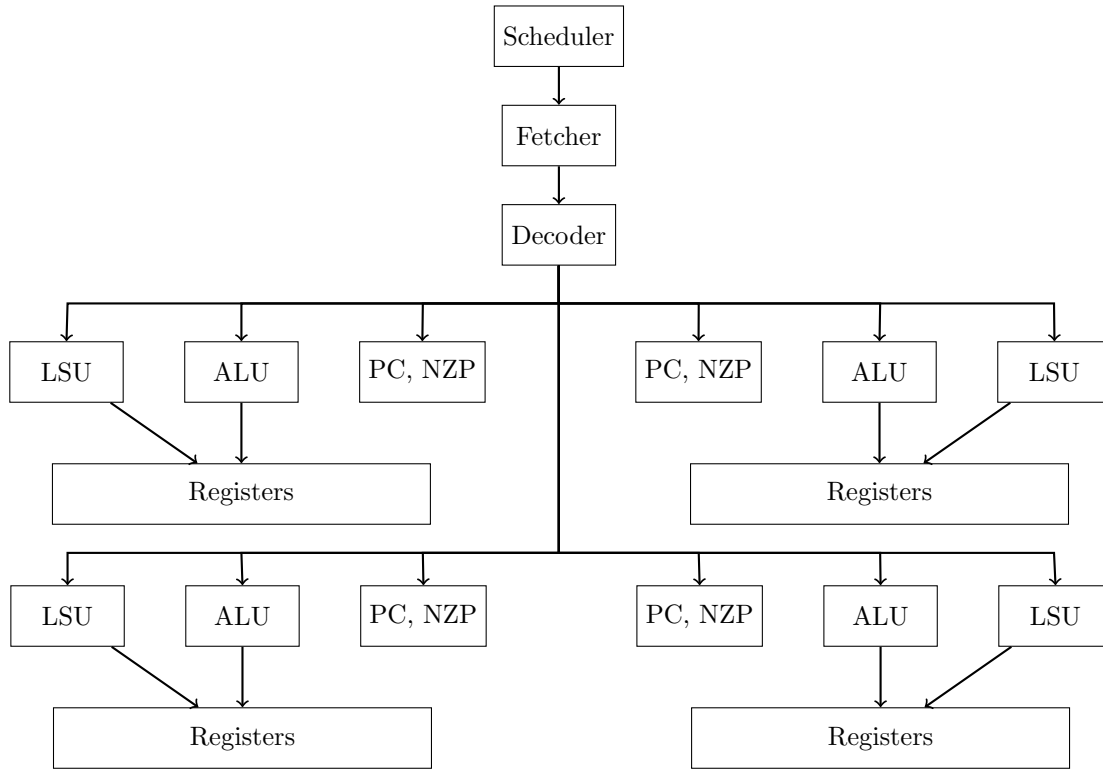 Scheduler
Fetcher
Decoder
LSU ALU PC, NZP PC, NZP ALU LSU
Registers Registers
LSU ALU PC, NZP PC, NZP ALU LSU
Registers Registers